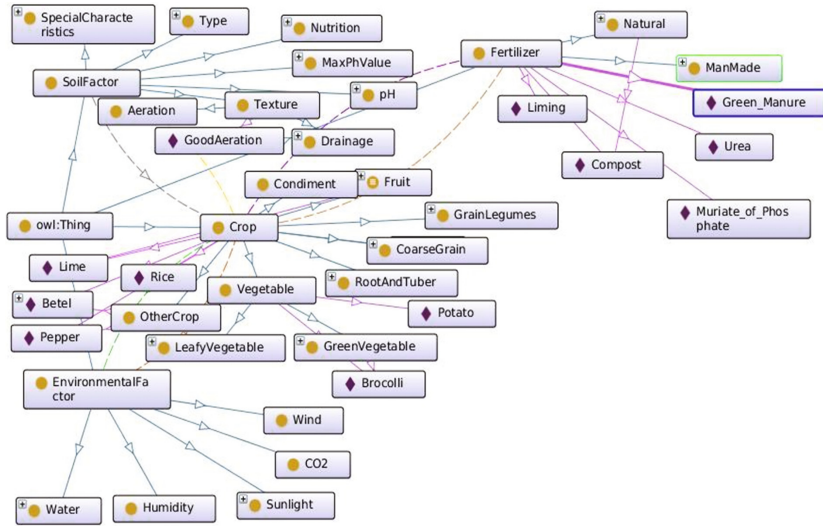 SpecialCharacte
ristics
Type
Nutrition
Natural
SoilFactor
MaxPhValue
Fertilizer
ManMade
Aeration
Texture
pH
Liming
Green_Manure
GoodAeration
Drainage
Urea
Compost
Condiment
Fruit
Muriate_of_Phos
phate
owl:Thing
Crop
GrainLegumes
CoarseGrain
Lime
Rice
RootAndTuber
Betel
Vegetable
OtherCrop
Potato
Pepper
LeafyVegetable
GreenVegetable
EnvironmentalFa
ctor
Brocolli
Wind
CO2
Water
Humidity
Sunlight